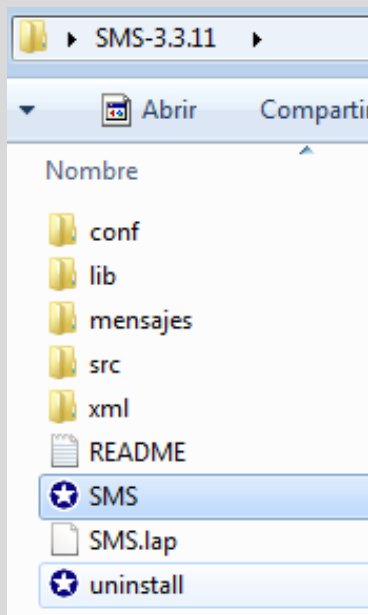 SMS-3.3.11
Abrir Compartir
Nombre
conf
lib
mensajes
src
xml
README
SMS
SMS.lap
uninstall